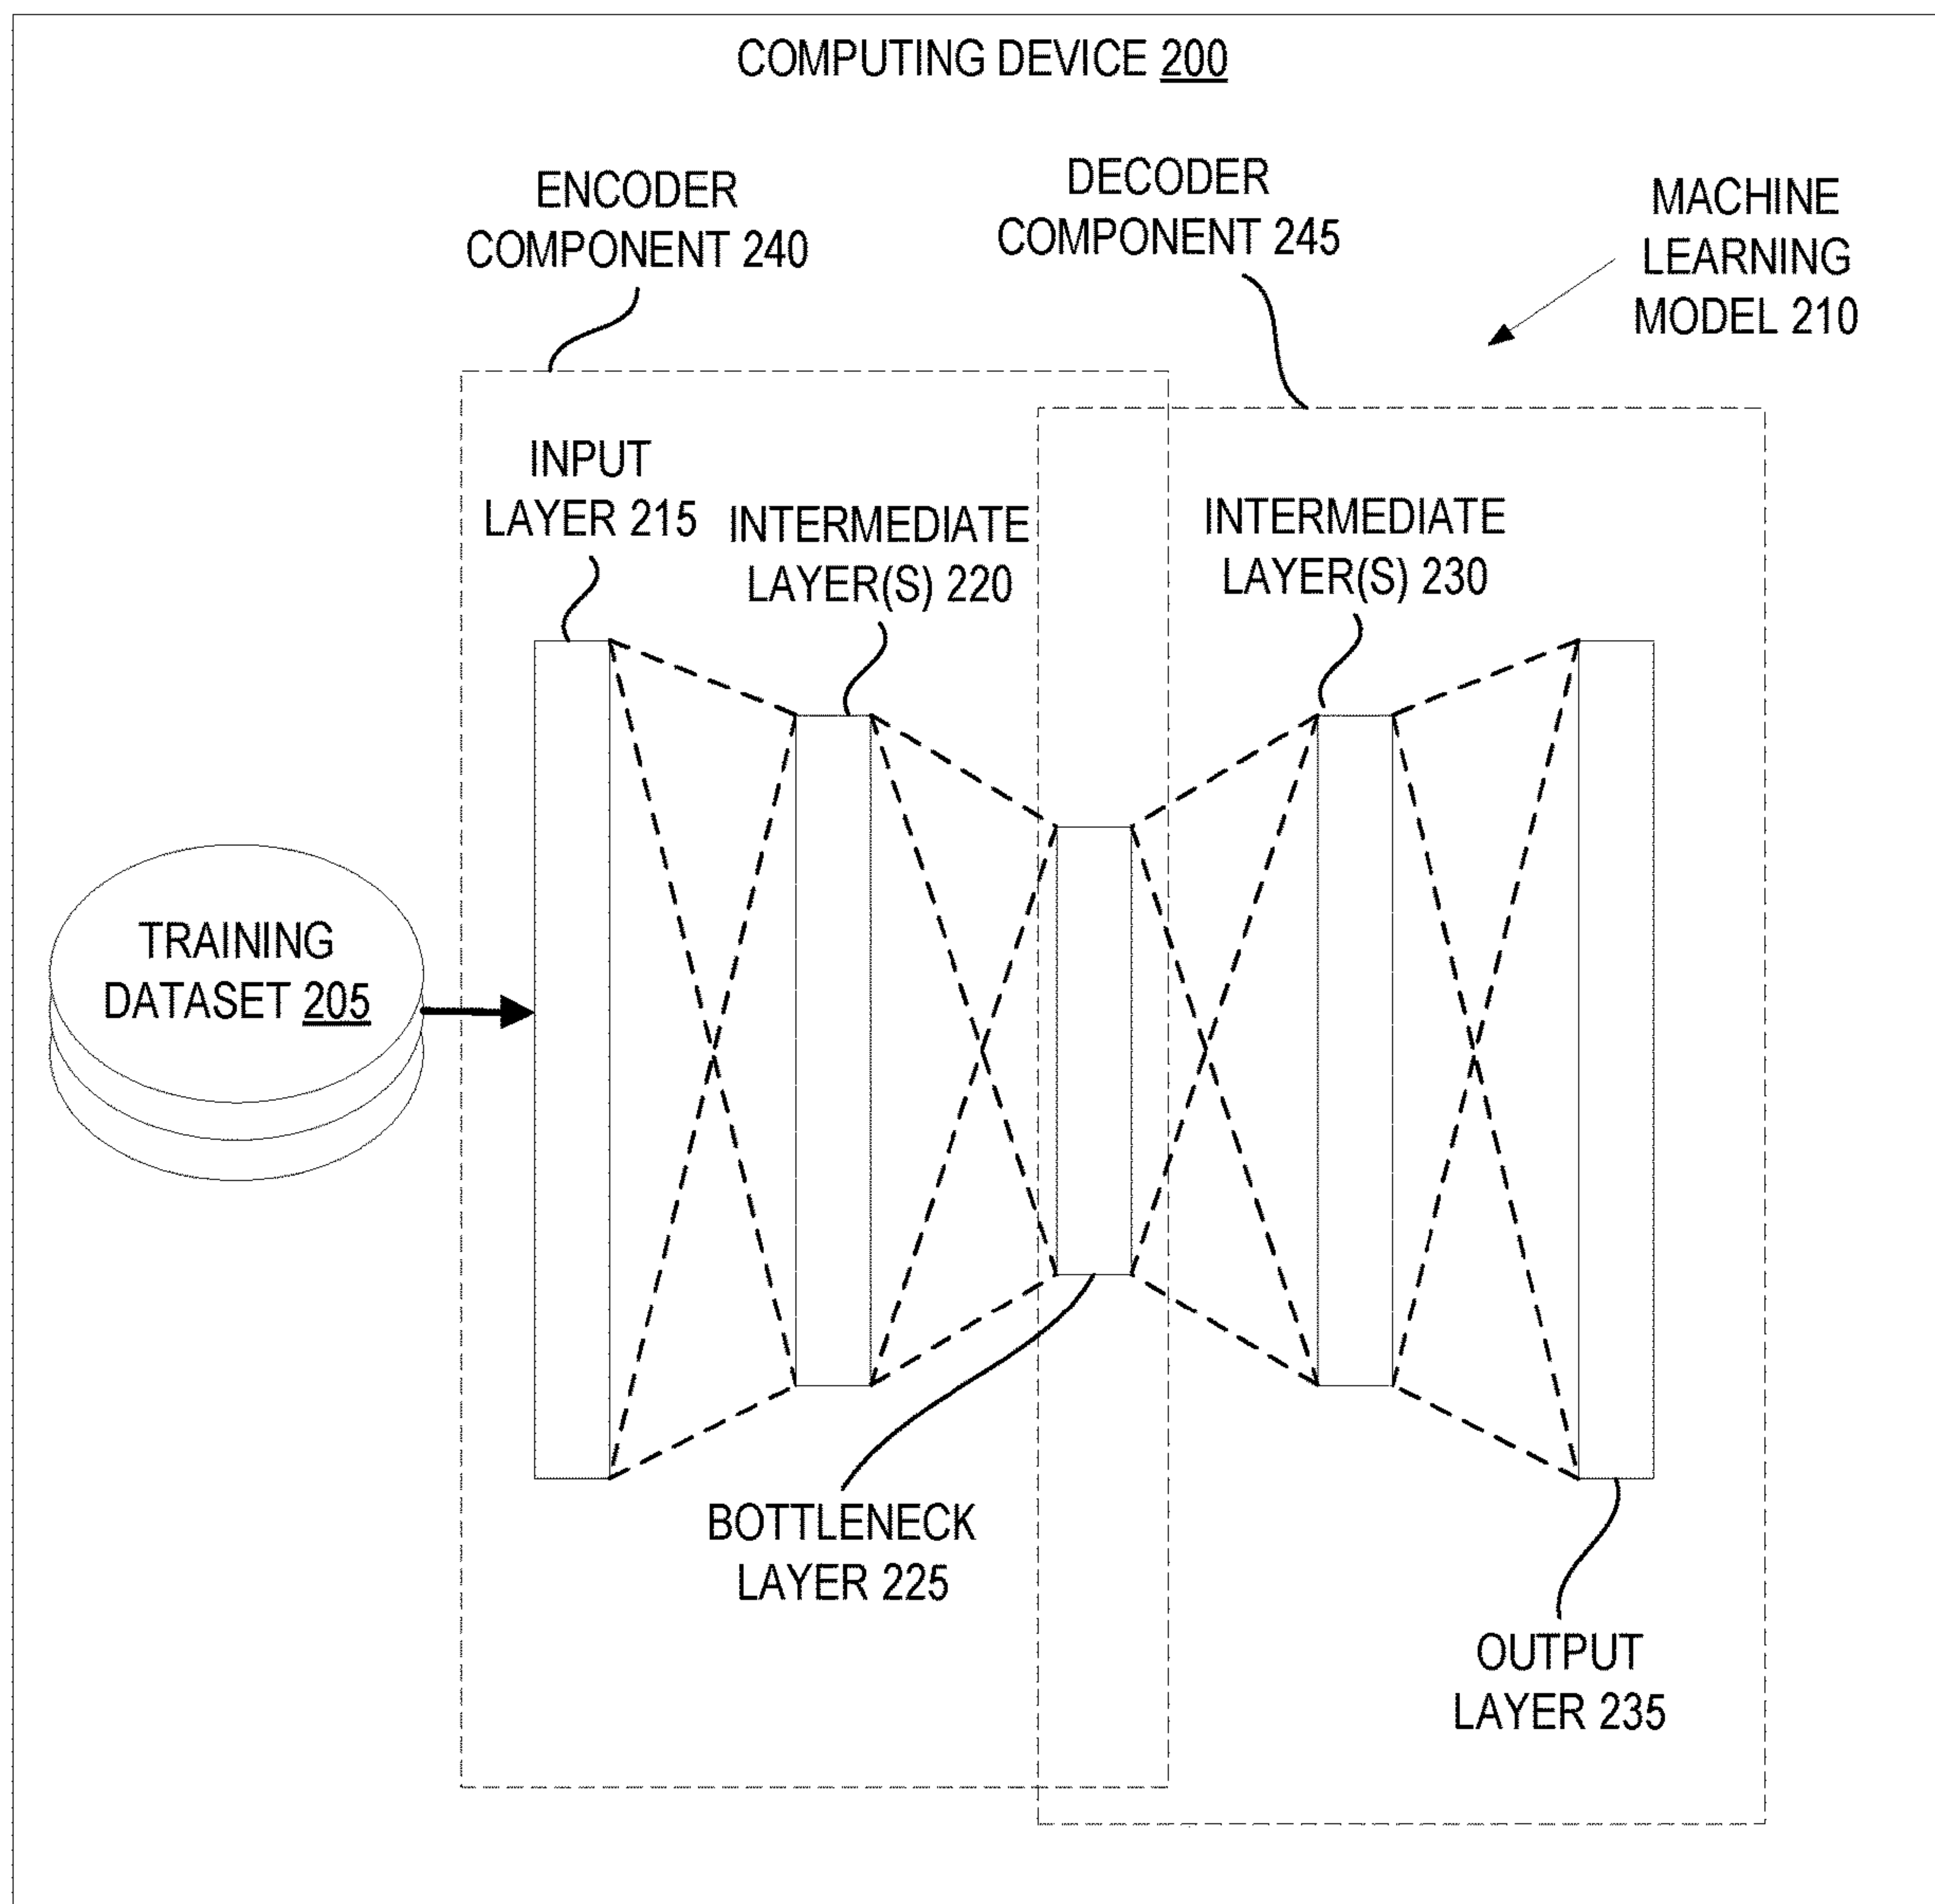 COMPUTING DEVICE 200
ENCODER
COMPONENT 240
DECODER
COMPONENT 245
MACHINE
LEARNING
MODEL 210
INPUT
LAYER 215
INTERMEDIATE
LAYER(S) 220
INTERMEDIATE
LAYER(S) 230
TRAINING
DATASET 205
BOTTLENECK
LAYER 225
OUTPUT
LAYER 235